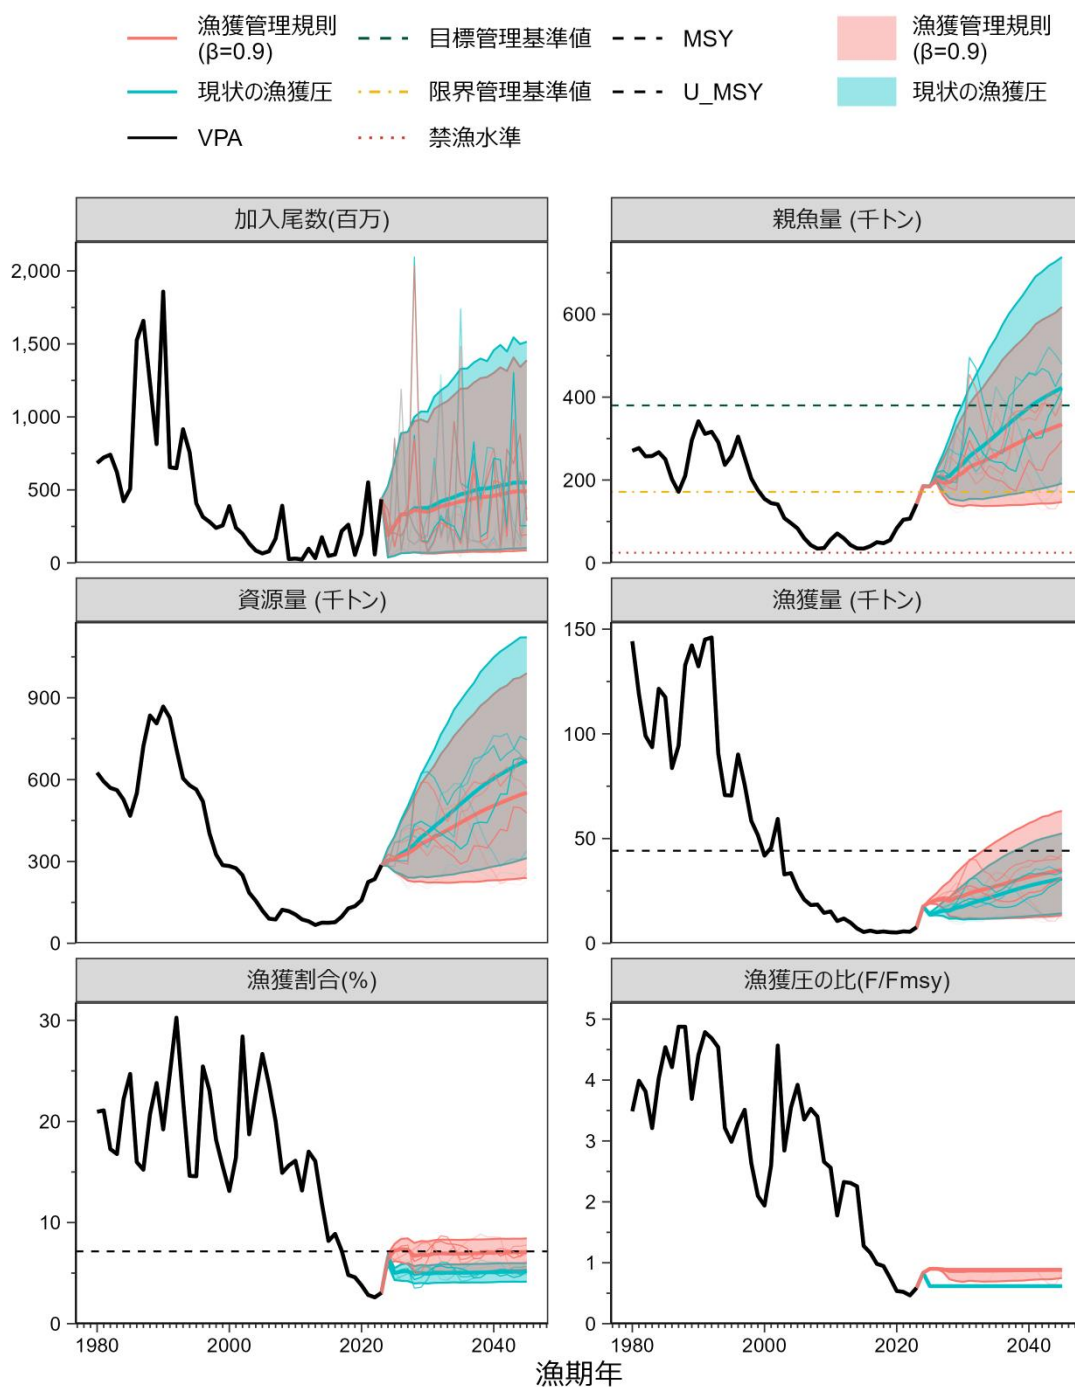 漁獲管理規則
(β=0.9)
目標管理基準値
MSY
漁獲管理規則
(β=0.9)
現状の漁獲圧
限界管理基準値
U_MSY
現状の漁獲圧
VPA
禁漁水準
加入尾数(百万)
2,000
1,500
1,000
500
0
親魚量 (千トン)
600
400
200
0
資源量 (千トン)
900
600
300
0
漁獲量 (千トン)
150
100
50
0
漁獲割合(%)
30
20
10
0
1980
2000
2020
2040
漁獲圧の比(F/Fmsy)
5
4
3
2
1
0
1980
2000
2020
2040
漁期年